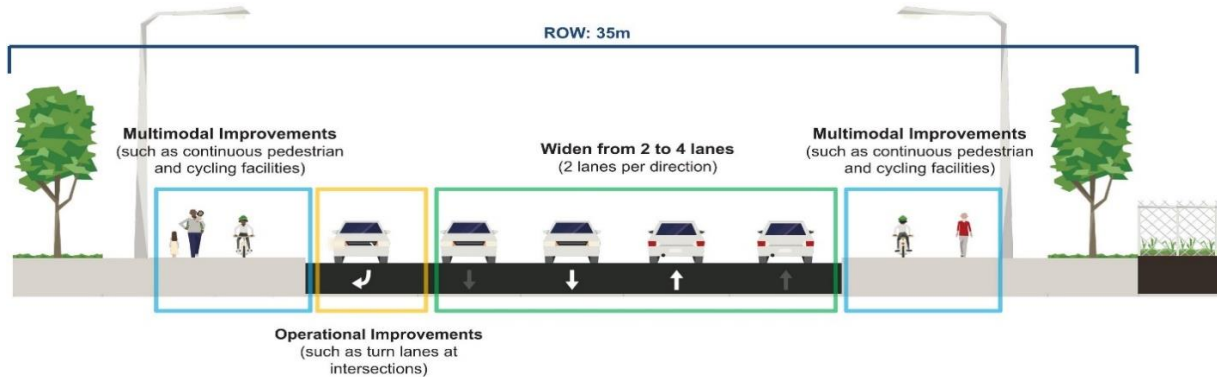 ROW: 35m
Multimodal Improvements
(such as continuous pedestrian
and cycling facilities)
Widen from 2 to 4 lanes
(2 lanes per direction)
Multimodal Improvements
(such as continuous pedestrian
and cycling facilities)
Operational Improvements
(such as turn lanes at
intersections)